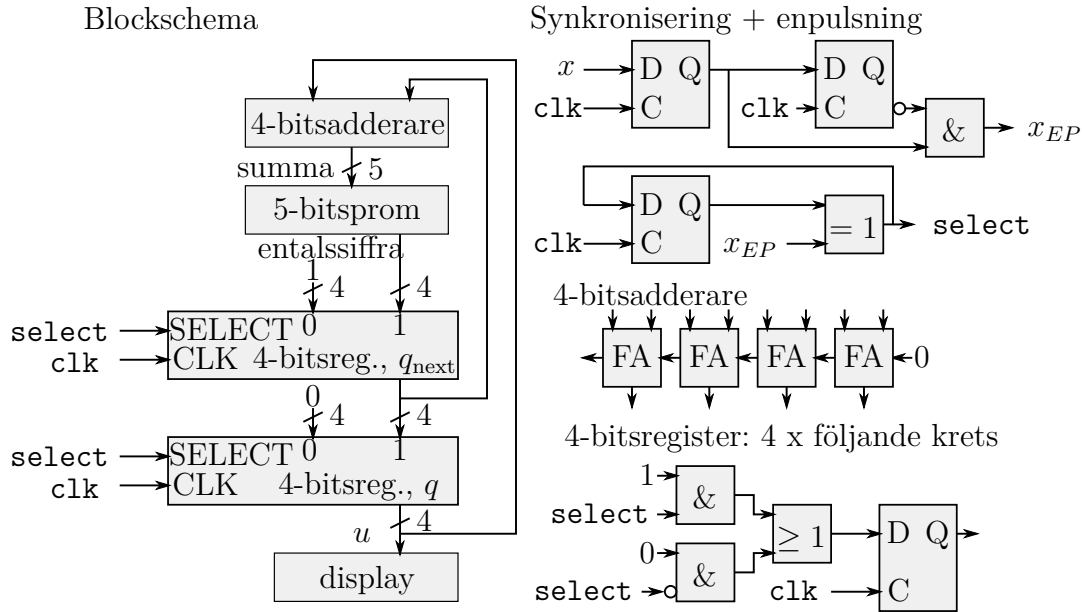 Blockschema
4-bitsadderare
summa 5
5-bitsprom
entalssiffra
1
4 4
select SELECT 0 1
clk CLK 4-bitsreg., q_next
0
4 4
select SELECT 0 1
clk CLK 4-bitsreg., q
u 4
display
Synkronisering + enpulsning
x D Q D Q
clk C clk C & x_EP
D Q
clk C x_EP = 1 select
4-bitsadderare
FA FA FA FA 0
4-bitsregister: 4 x följande krets
1
select &
≥ 1 D Q
0
select & clk C